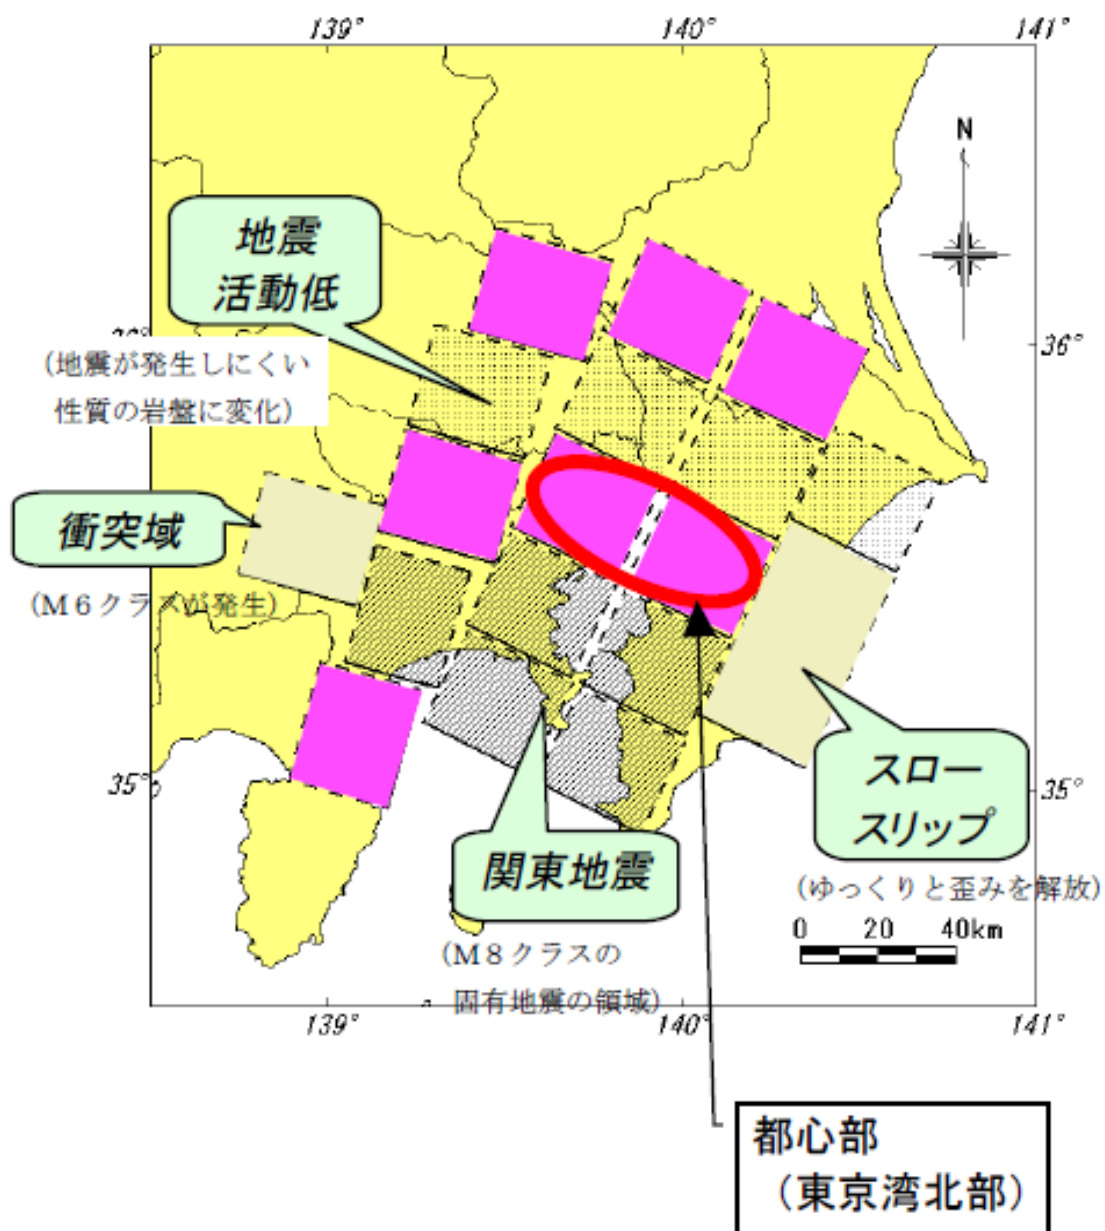 139°
140°
141°
N
地震
活動低
36°
(地震が発生しにくい
性質の岩盤に変化)
衝突域
(M6クラスが発生)
35°
35°
スロー
スリップ
関東地震
(ゆっくりと歪みを解放)
0 20 40km
(M8クラスの
固有地震の領域)
139°
140°
141°
都心部
(東京湾北部)